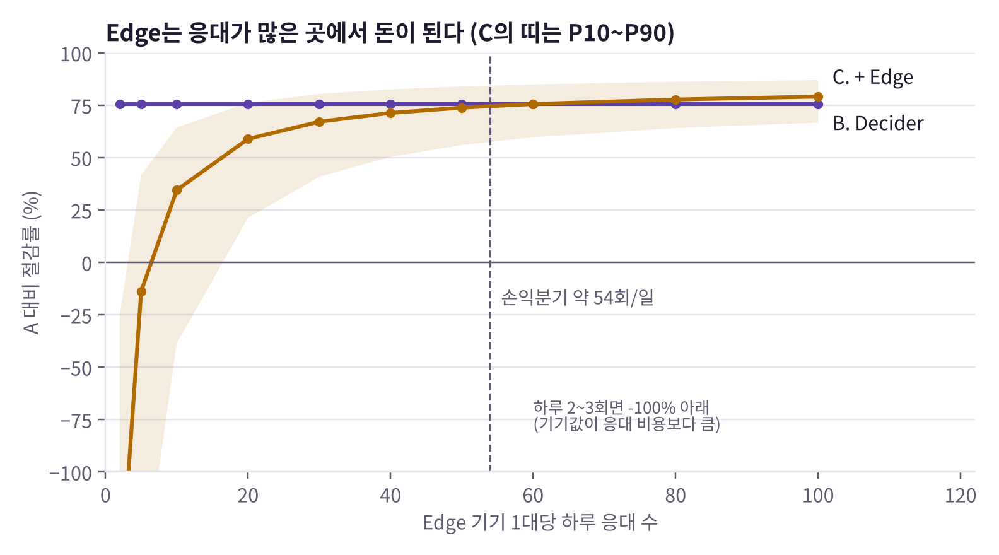 Edge는 응대가 많은 곳에서 돈이 된다 (C의 띠는 P10~P90)
100
75
50
25
0
−25
−50
−75
−100
A 대비 절감률 (%)
C. + Edge
B. Decider
손익분기 약 54회/일
하루 2~3회면 -100% 아래
(기기값이 응대 비용보다 큼)
0 20 40 60 80 100 120
Edge 기기 1대당 하루 응대 수